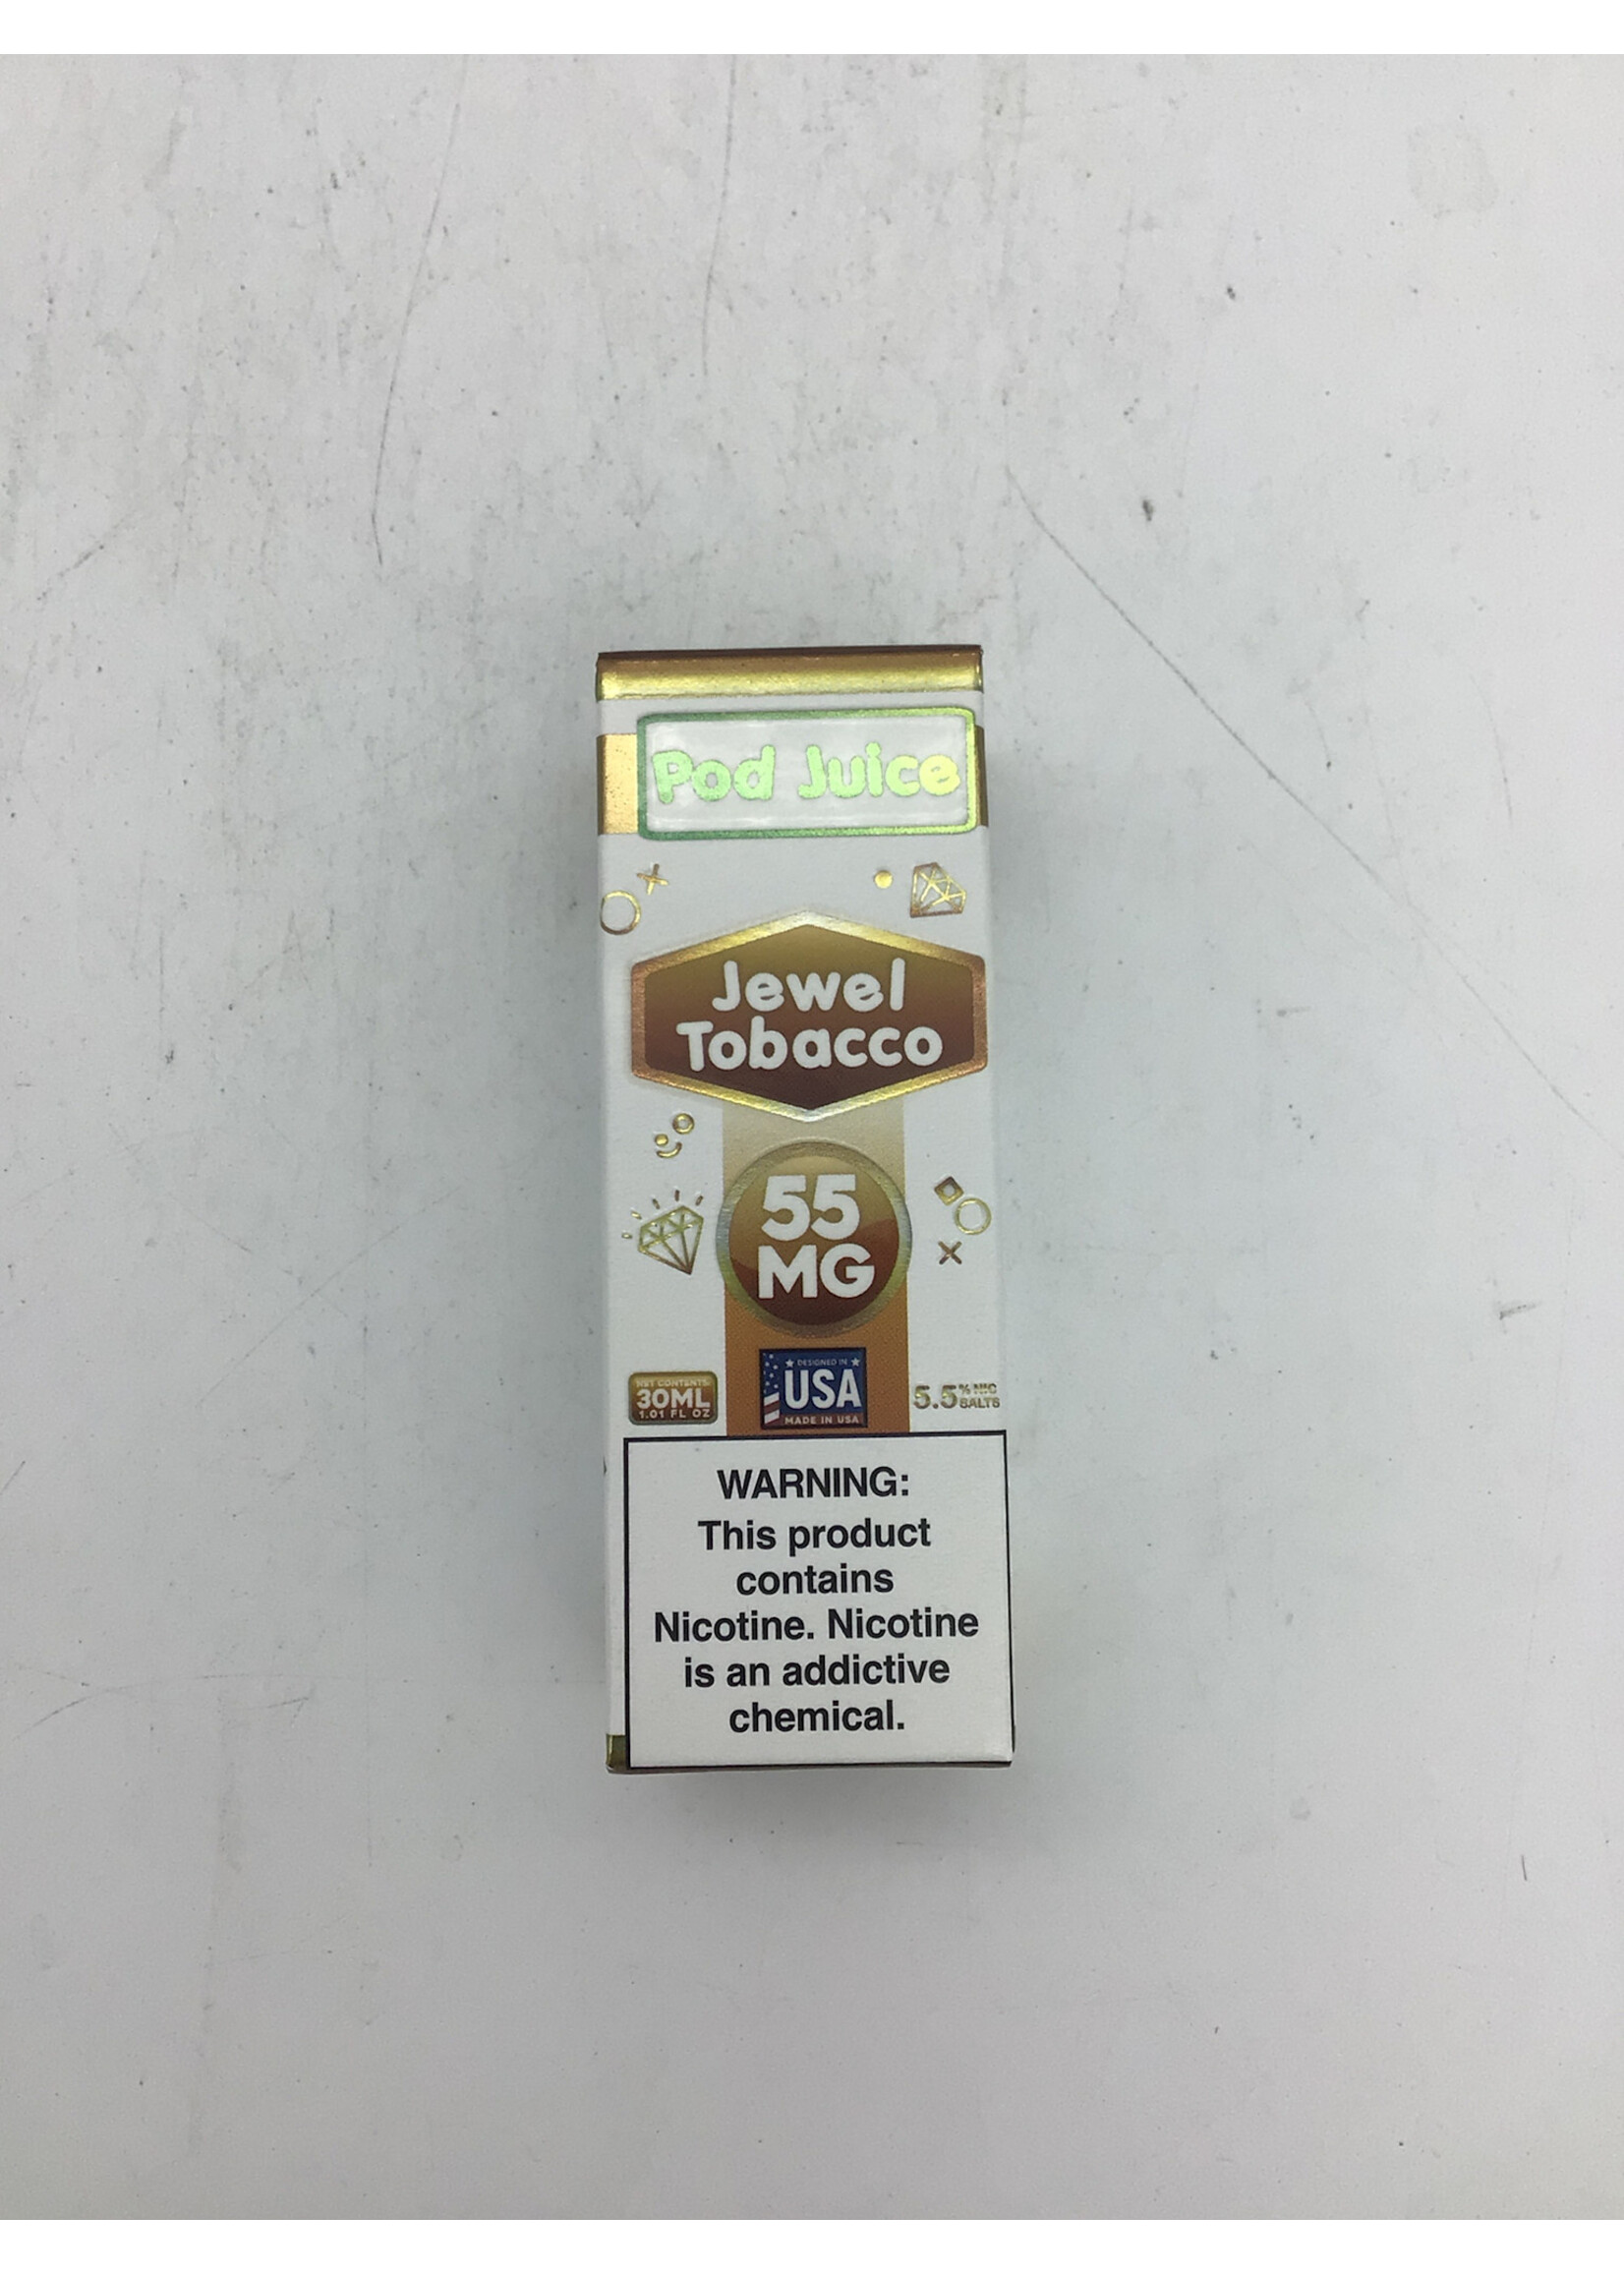 Pod Juice
Jewel
Tobacco
55
MG
NET CONTENTS:
30ML
1.01 FL OZ
DESIGNED IN
USA
MADE IN USA
5.5% NIC
SALTS
WARNING:
This product
contains
Nicotine. Nicotine
is an addictive
chemical.